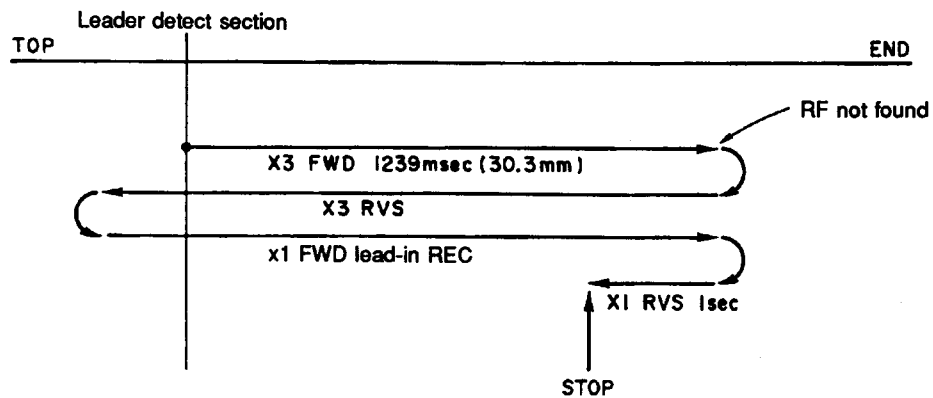 Leader detect section
TOP
END
RF not found
X3 FWD 1239msec (30.3mm)
X3 RVS
x1 FWD lead-in REC
X1 RVS 1sec
STOP